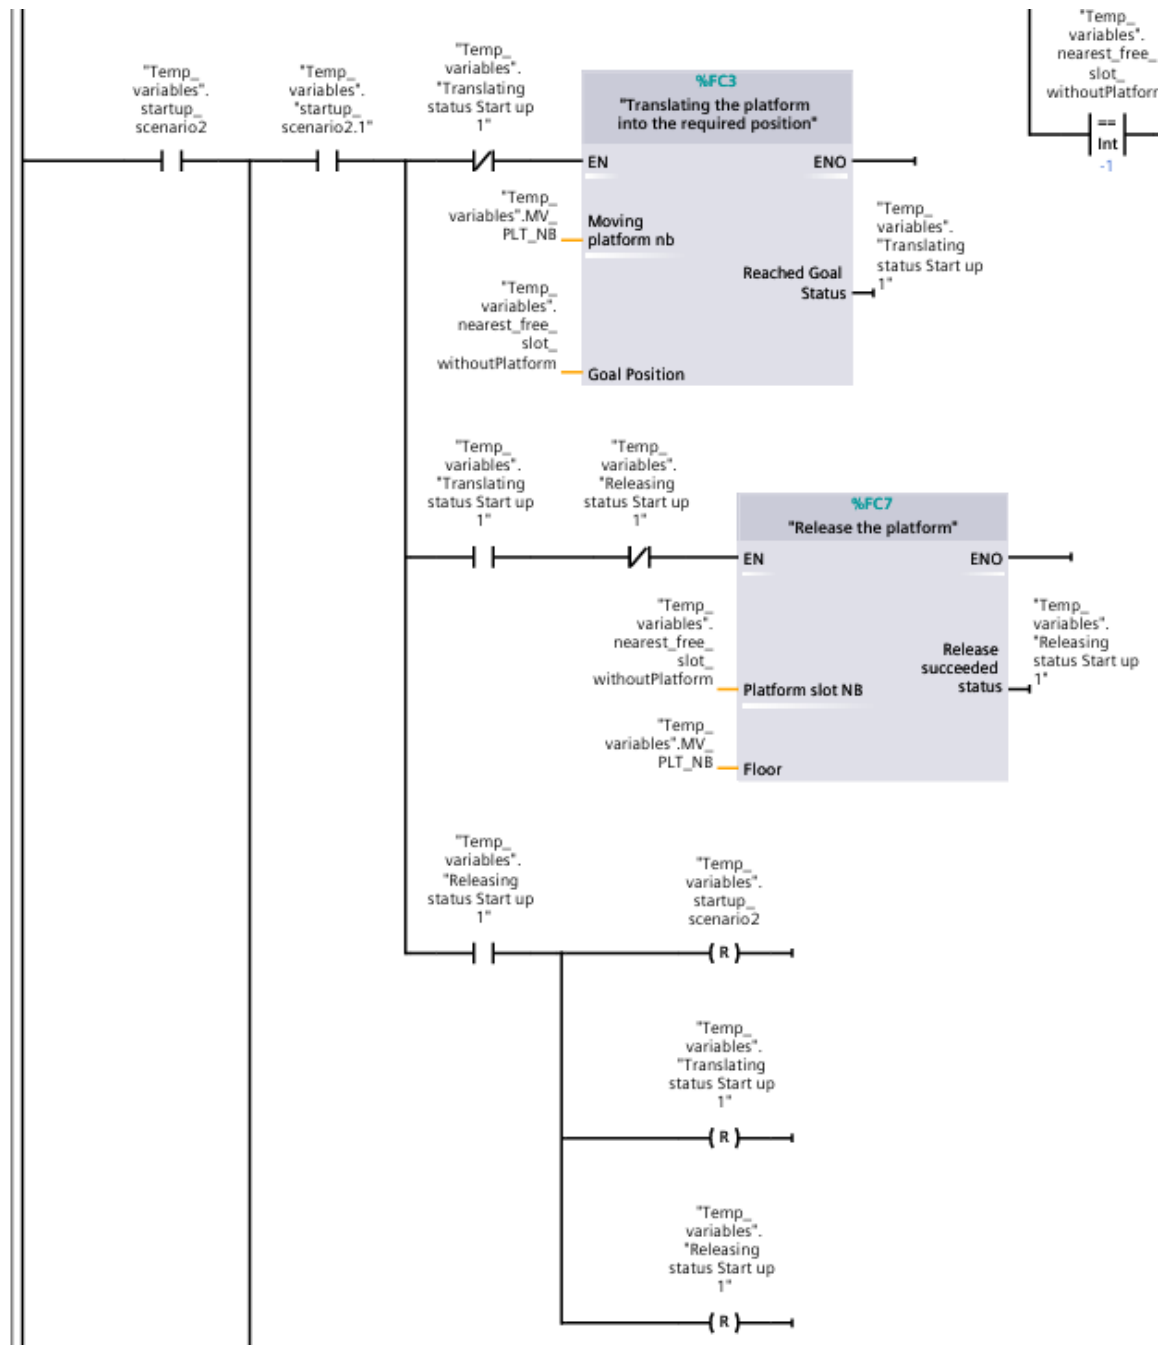 "Temp_
variables".
startup_
scenario2
"Temp_
variables".
"startup_
scenario2.1"
"Temp_
variables".
"Translating
status Start up
1"
%FC3
"Translating the platform
into the required position"
EN
ENO
"Temp_
variables".MV_
PLT_NB
Moving
platform nb
"Temp_
variables".
nearest_free_
slot_
withoutPlatform
Goal Position
Reached Goal
Status
"Temp_
variables".
"Translating
status Start up
1"
"Temp_
variables".
nearest_free_
slot_
==
Int
-1
"Temp_
variables".
"Translating
status Start up
1"
"Temp_
variables".
"Releasing
status Start up
1"
%FC7
"Release the platform"
EN
ENO
"Temp_
variables".
nearest_free_
slot_
withoutPlatform
Platform slot NB
"Temp_
variables".MV_
PLT_NB
Floor
Release
succeeded
status
"Temp_
variables".
"Releasing
status Start up
1"
"Temp_
variables".
"Releasing
status Start up
1"
"Temp_
variables".
startup_
scenario2
( R )
"Temp_
variables".
"Translating
status Start up
1"
( R )
"Temp_
variables".
"Releasing
status Start up
1"
( R )